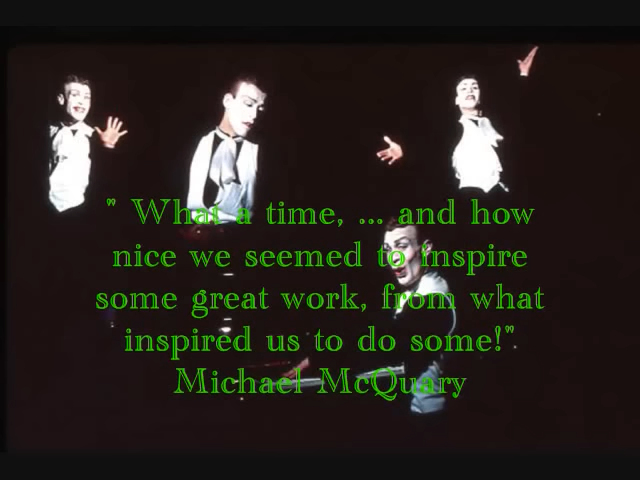 " What a time, ... and how
nice we seemed to inspire
some great work, from what
inspired us to do some!"
Michael McQuary